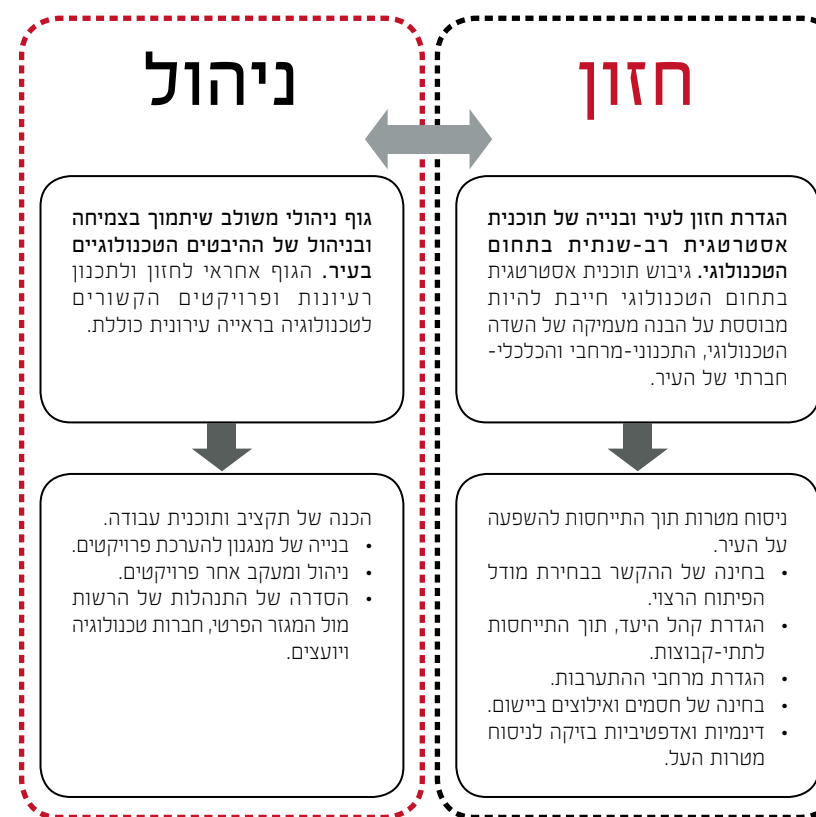 חזון
הגדרת חזון לעיר ובנייה של תוכנית
אסטרטגית רב-שנתית בתחום
הטכנולוגי. גיבוש תוכנית אסטרטגית
בתחום הטכנולוגי חייבת להיות
מבוססת על הבנה מעמיקה של השדה
הטכנולוגי, התכנוני-מרחבי והכלכלי-
חברתי של העיר.
ניסוח מטרות תוך התייחסות להשפעה
על העיר.
• בחינה של ההקשר בבחירת מודל
הפיתוח הרצוי.
• הגדרת קהל היעד, תוך התייחסות
לתתי-קבוצות.
• הגדרת מרחבי ההתערבות.
• בחינה של חסמים ואילוצים ביישום.
• דינמיות ואדפטיביות בזיקה לניסוח
מטרות העל.
ניהול
גוף ניהולי משולב שיתמוך בצמיחה
ובניהול של ההיבטים הטכנולוגיים
בעיר. הגוף אחראי לחזון ולתכנון
רעיונות ופרויקטים הקשורים
לטכנולוגיה בראייה עירונית כוללת.
הכנה של תקציב ותוכנית עבודה.
• בנייה של מנגנון להערכת פרויקטים.
• ניהול ומעקב אחר פרויקטים.
• הסדרה של התנהלות של הרשות
מול המגזר הפרטי, חברות טכנולוגיה
ויועצים.